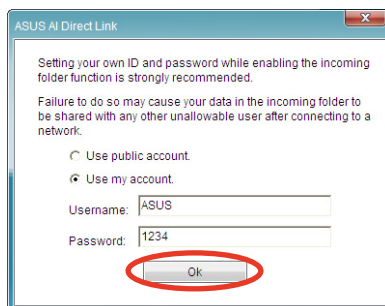 ASUS AI Direct Link
Setting your own ID and password while enabling the incoming
folder function is strongly recommended.
Failure to do so may cause your data in the incoming folder to
be shared with any other unallowable user after connecting to a
network.
Use public account.
Use my account.
Username: ASUS
Password: 1234
Ok